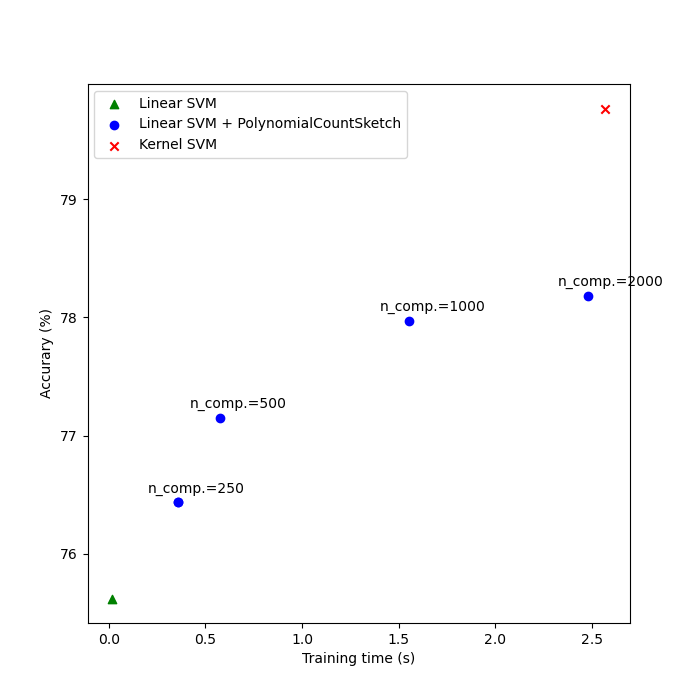 Linear SVM
Linear SVM + PolynomialCountSketch
Kernel SVM
79
n_comp.=2000
78
n_comp.=1000
n_comp.=500
77
n_comp.=250
76
Accurary (%)
0.0 0.5 1.0 1.5 2.0 2.5
Training time (s)